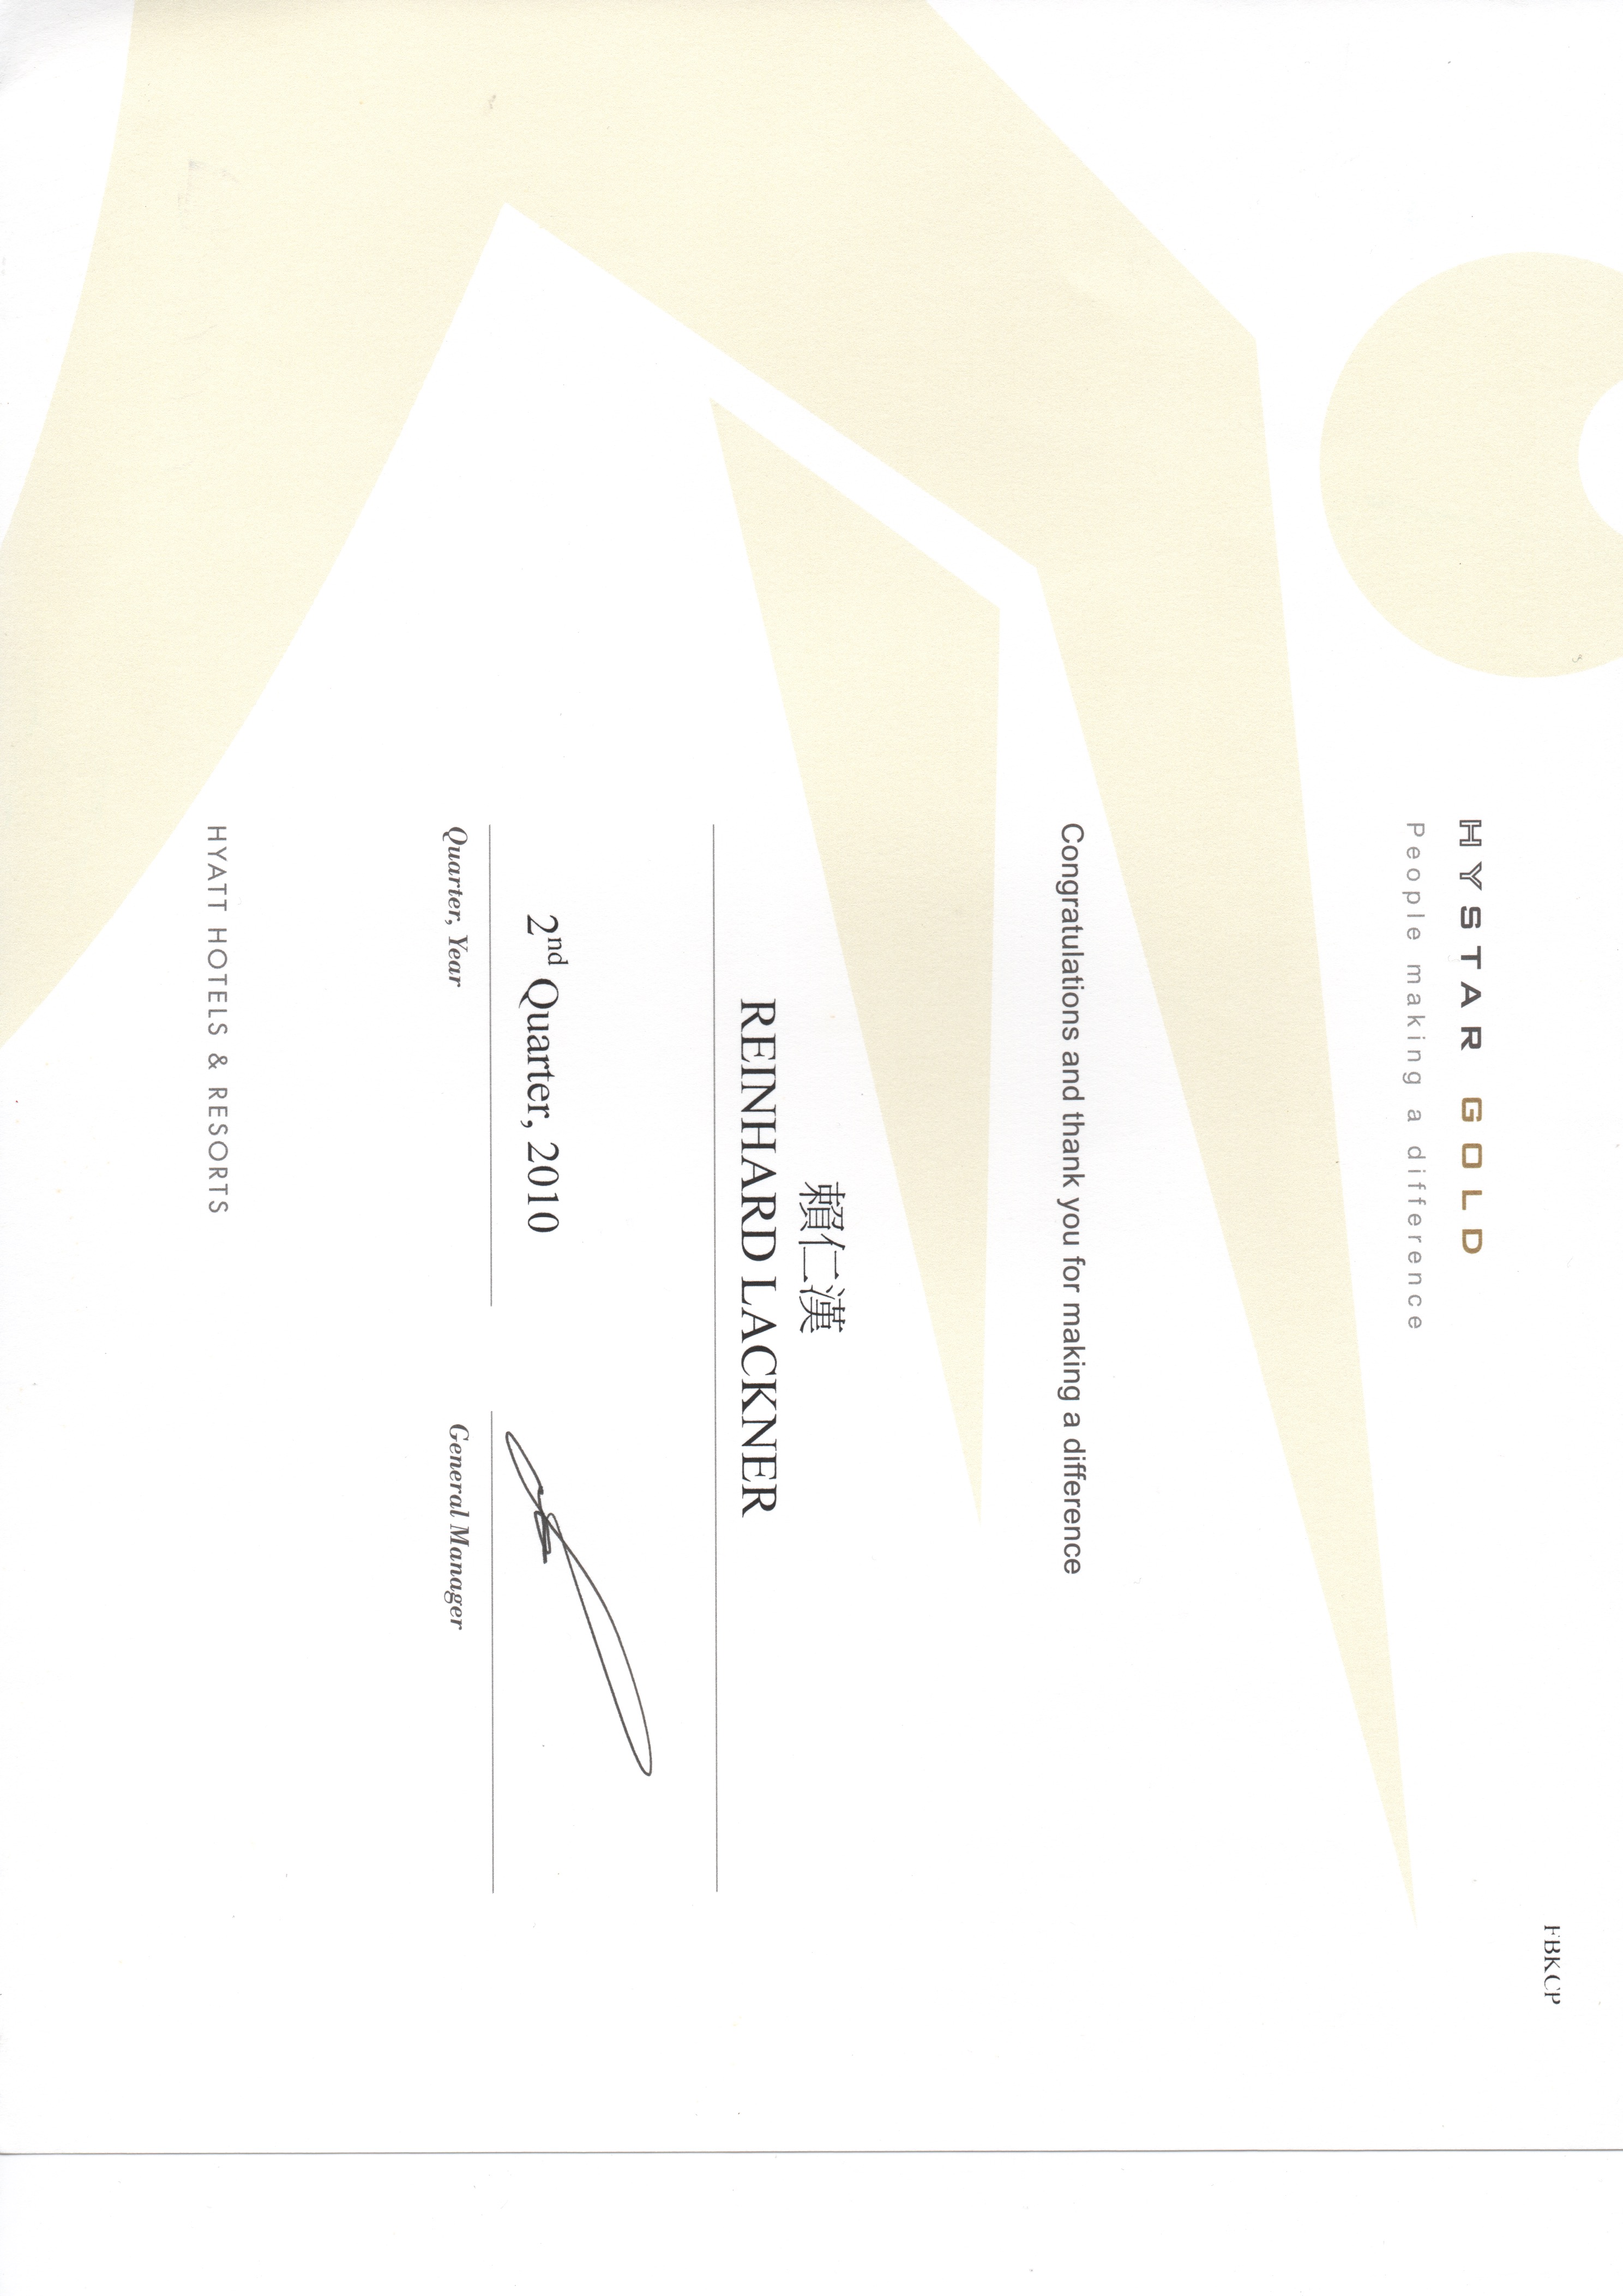 FBKCP
HYSTAR GOLD
People making a difference
Congratulations and thank you for making a difference
賴仁漢
REINHARD LACKNER
2nd Quarter, 2010
Quarter, Year
General Manager
HYATT HOTELS & RESORTS